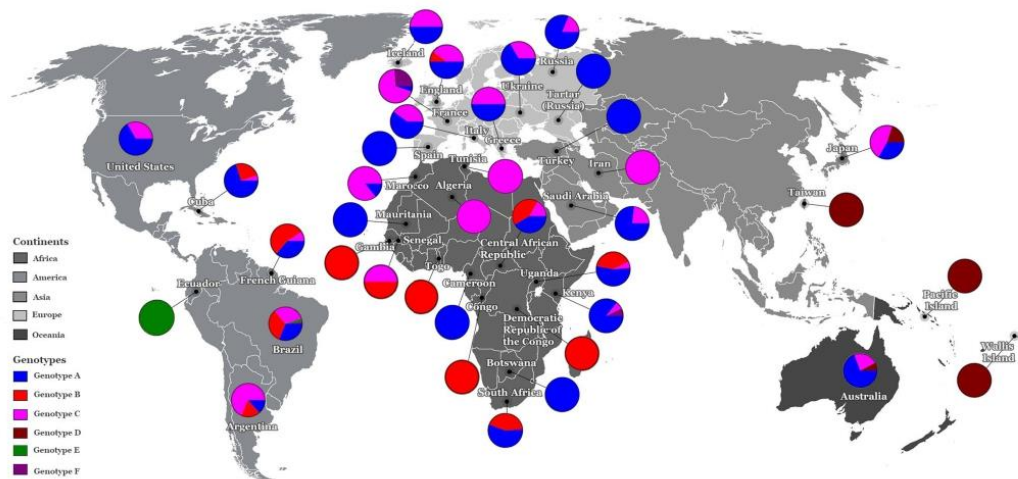 Iceland
England
France
Italy
Greece
Ukraine
Russia
Tartar
(Russia)
Spain
Tunisia
Turkey
Iran
Japan
Taiwan
United States
Cuba
Marocco
Algeria
Saudi Arabia
Mauritania
Gambia
Senegal
Togo
Central African
Republic
Uganda
Cameroon
Congo
Kenya
Democratic
Republic of
the Congo
Botswana
South Africa
French Guiana
Ecuador
Brazil
Argentina
Pacific
Island
Wallis
Island
Australia
Continents
Africa
America
Asia
Europe
Oceania
Genotypes
Genotype A
Genotype B
Genotype C
Genotype D
Genotype E
Genotype F